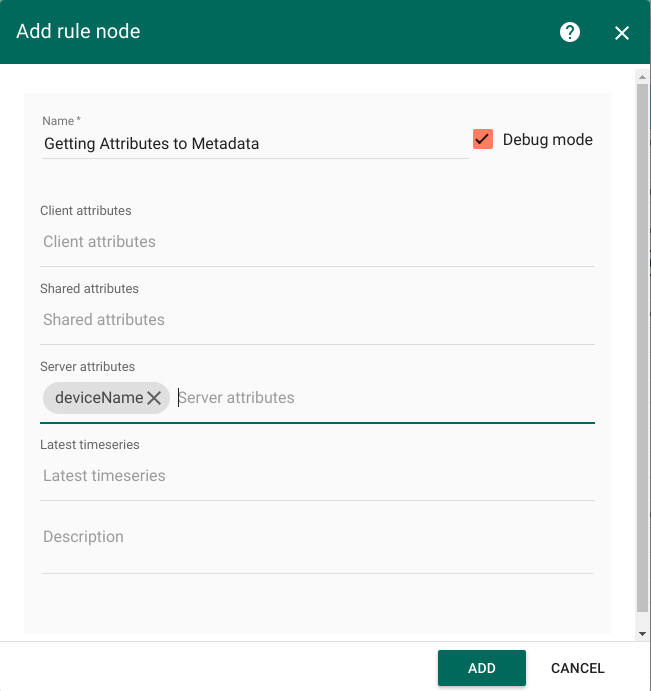 Add rule node
Name *
Getting Attributes to Metadata
Debug mode
Client attributes
Client attributes
Shared attributes
Shared attributes
Server attributes
deviceName Server attributes
Latest timeseries
Latest timeseries
Description
ADD CANCEL